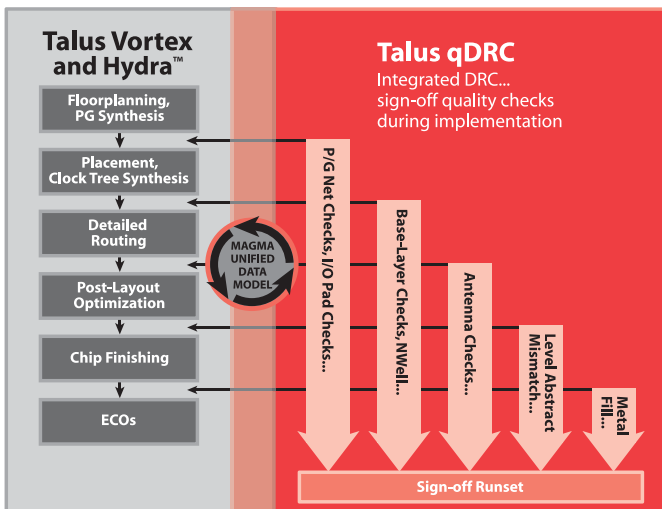 Talus Vortex
and Hydra™
Floorplanning,
PG Synthesis
Placement,
Clock Tree Synthesis
Detailed
Routing
Post-Layout
Optimization
Chip Finishing
ECOs
MAGMA
UNIFIED
DATA
MODEL
Talus qDRC
Integrated DRC...
sign-off quality checks
during implementation
P/G Net Checks, I/O Pad Checks...
Base-Layer Checks, NWell...
Antenna Checks...
Level Abstract
Mismatch...
Metal
Fill...
Sign-off Runset